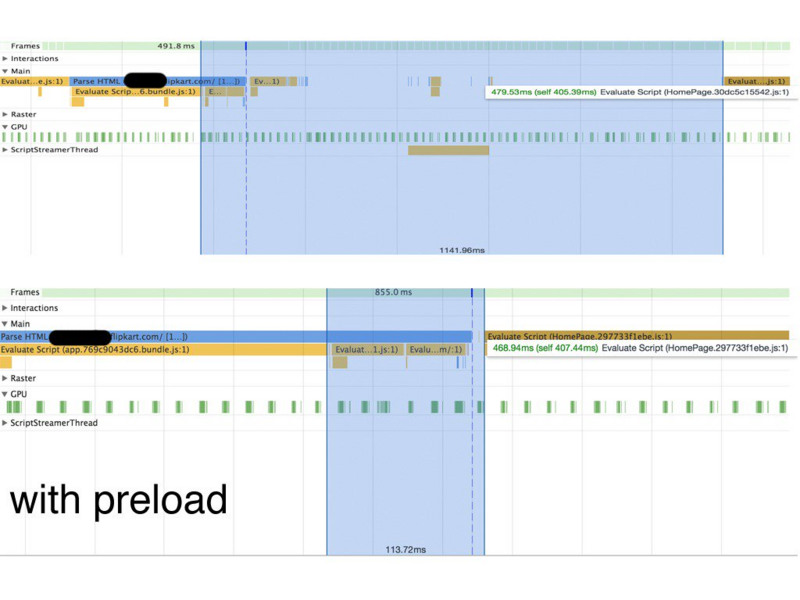 Frames 491.8 ms
Interactions
Main
Evaluat...e.js:1) Parse HTML lipkart.com/ [1...]) Ev...1) Evaluat....js:1)
Evaluate Scrip...6.bundle.js:1) E...
479.53ms (self 405.39ms) Evaluate Script (HomePage.30dc5c15542.js:1)
Raster
GPU
ScriptStreamerThread
1141.96ms
Frames 855.0 ms
Interactions
Main
Parse HTML flipkart.com/ [1...]) Evaluate Script (HomePage.297733f1ebe.js:1)
Evaluate Script (app.769c9043dc6.bundle.js:1) Evaluat...1.js:1) Evalu...m/:1)
468.94ms (self 407.44ms) Evaluate Script (HomePage.297733f1ebe.js:1)
Raster
GPU
ScriptStreamerThread
with preload
113.72ms